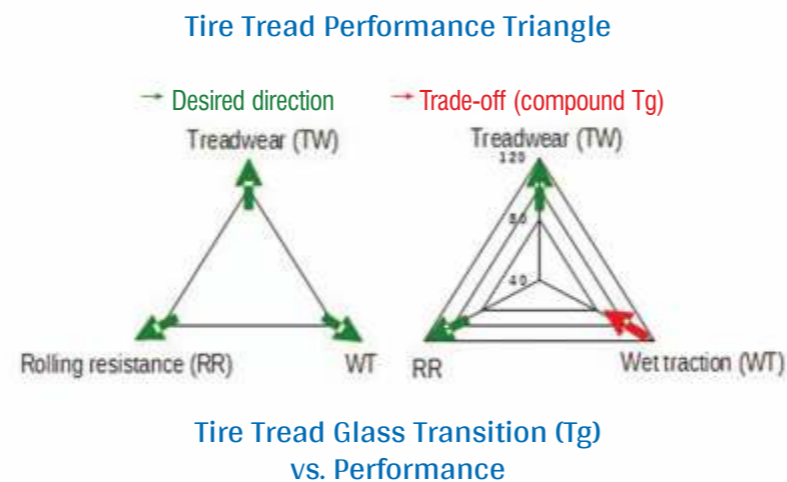 Tire Tread Performance Triangle
→ Desired direction
→ Trade-off (compound Tg)
Treadwear (TW)
Treadwear (TW)
120
80
40
Rolling resistance (RR)
WT
RR
Wet traction (WT)
Tire Tread Glass Transition (Tg)
vs. Performance